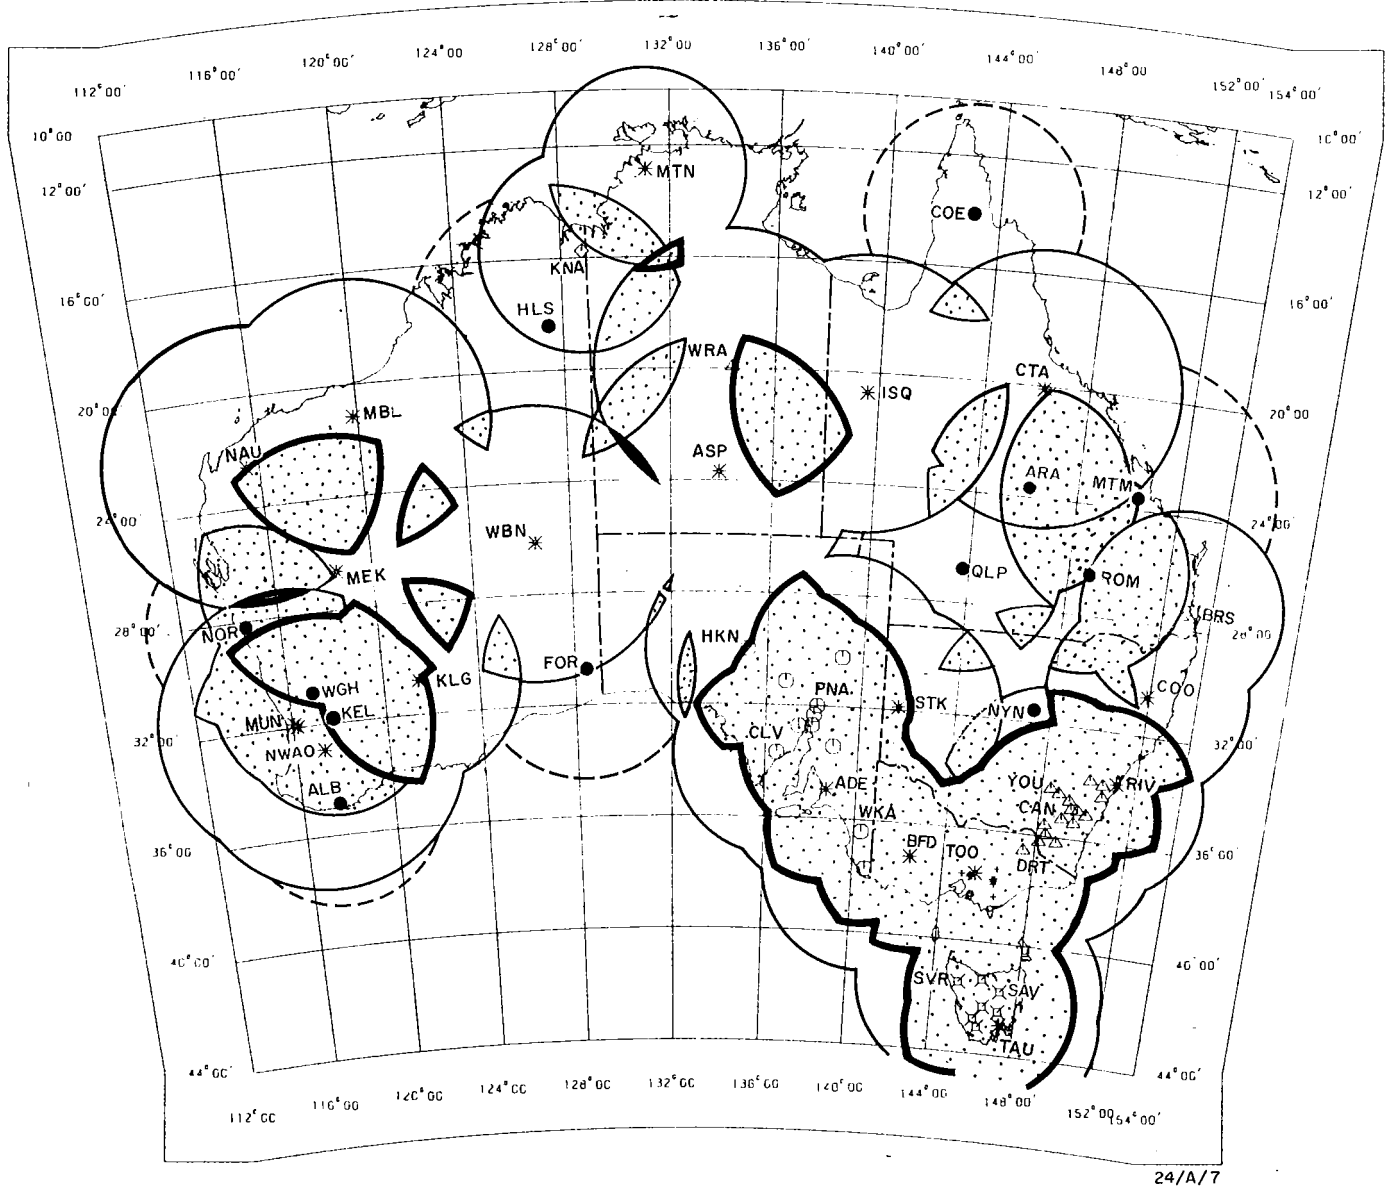 112°00' 116°00' 120°00' 124°00 128°00' 132°00 136°00' 140°00' 144°00 148°00 152°00' 154°00'
10°00 10°00'
MTN
12°00' 12°00'
COE
KNA
16°00' 16°00'
HLS
WRA
CTA
ISQ
20°00 20°00
MBL
NAU
ASP
ARA
MTM
24°00' 24°00'
WBN
MEK
QLP
ROM
BRS
28°00' 28°00'
NOR
HKN
FOR
KLG
WGH
PNA
COO
KEL
STK
NYN
MUN
CLV
32°00' 32°00'
NWAO
YOU
RIV
ALB
ADE
CAN
WKA
BFD
TOO
36°00 36°00'
DRT
40°00' 40°00'
SVR
SAV
TAU
44°00' 44°00'
112°00 116°00 120°00' 124°00 128°00 132°00 136°00' 140°00' 144°00 148°00' 152°00 154°00'
24/A/7